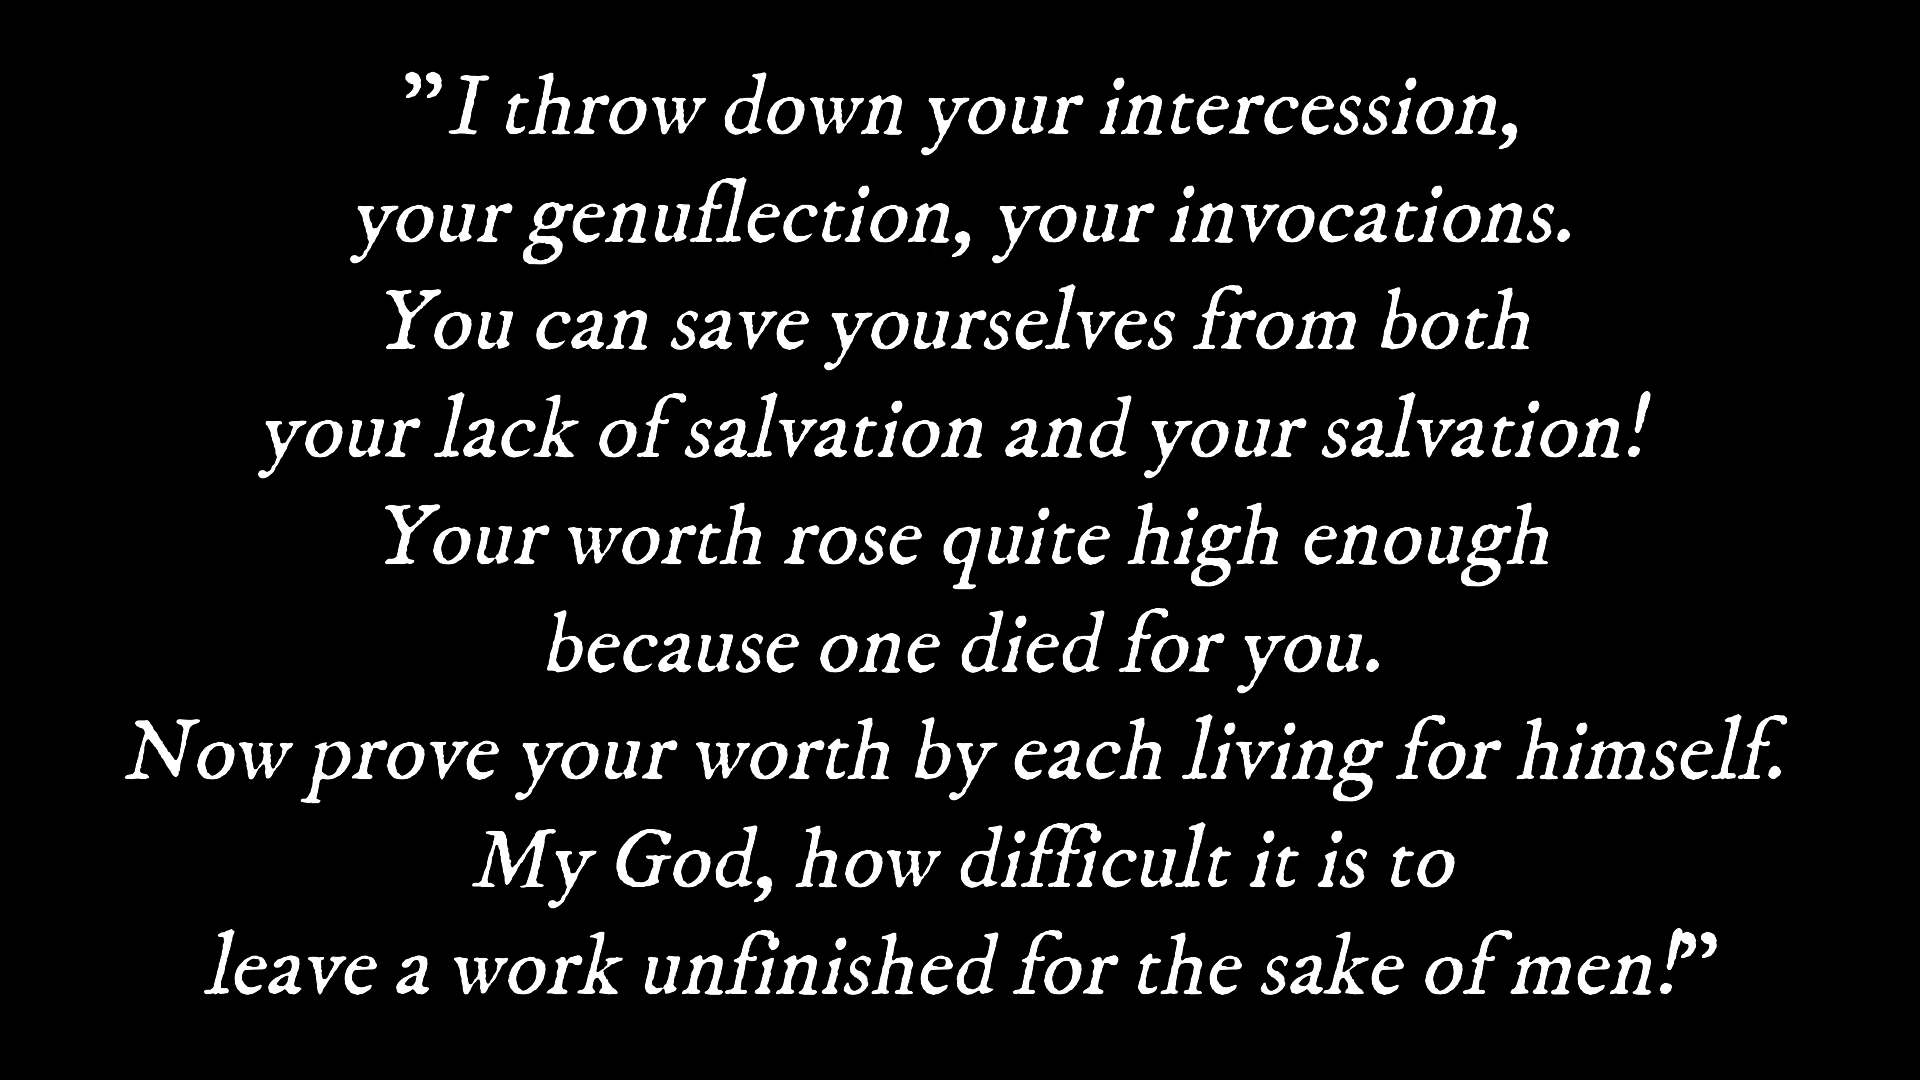 ”I throw down your intercession,
your genuflection, your invocations.
You can save yourselves from both
your lack of salvation and your salvation!
Your worth rose quite high enough
because one died for you.
Now prove your worth by each living for himself.
My God, how difficult it is to
leave a work unfinished for the sake of men!”